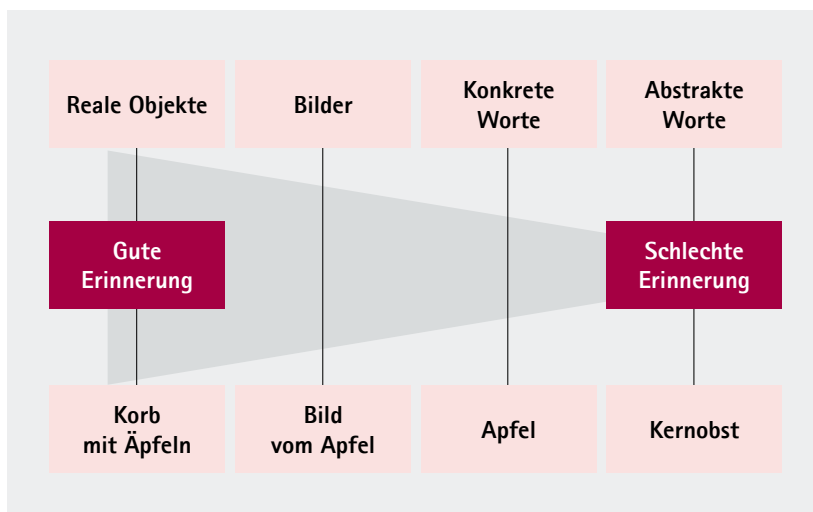 Reale Objekte
Bilder
Konkrete
Worte
Abstrakte
Worte
Gute
Erinnerung
Schlechte
Erinnerung
Korb
mit Äpfeln
Bild
vom Apfel
Apfel
Kernobst